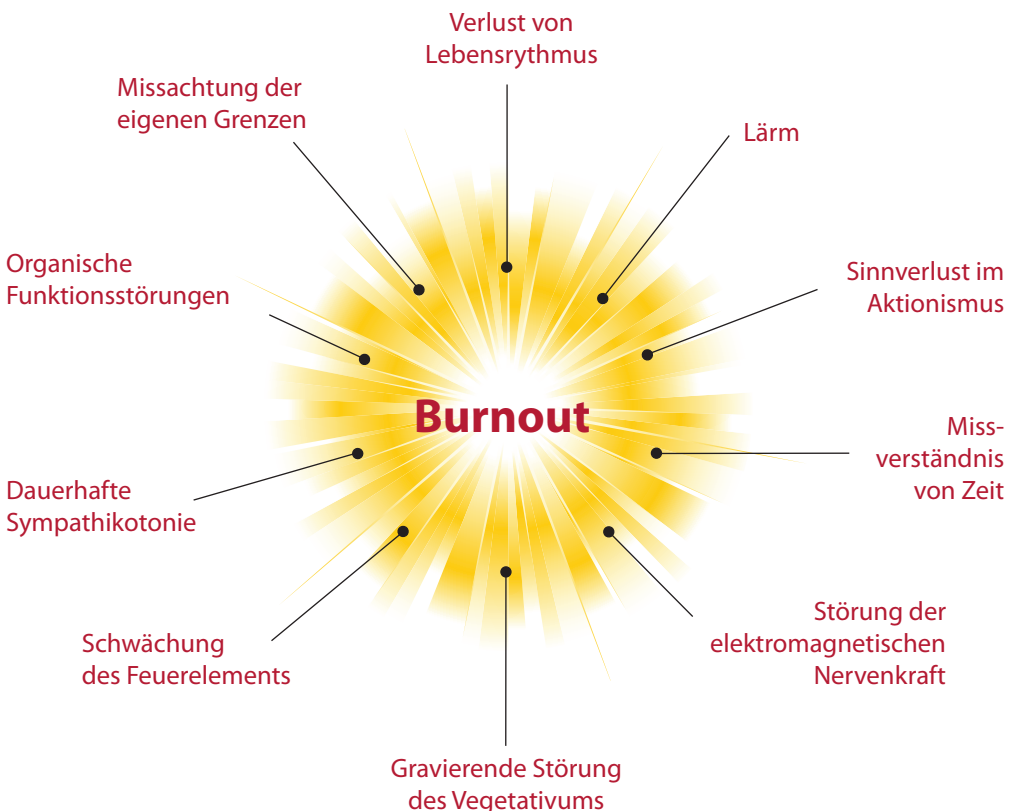 Verlust von
Lebensrythmus
Missachtung der
eigenen Grenzen
Lärm
Organische
Funktionsstörungen
Sinnverlust im
Aktionismus
Burnout
Miss-
verständnis
von Zeit
Dauerhafte
Sympathikotonie
Störung der
elektromagnetischen
Nervenkraft
Schwächung
des Feuerelements
Gravierende Störung
des Vegetativums